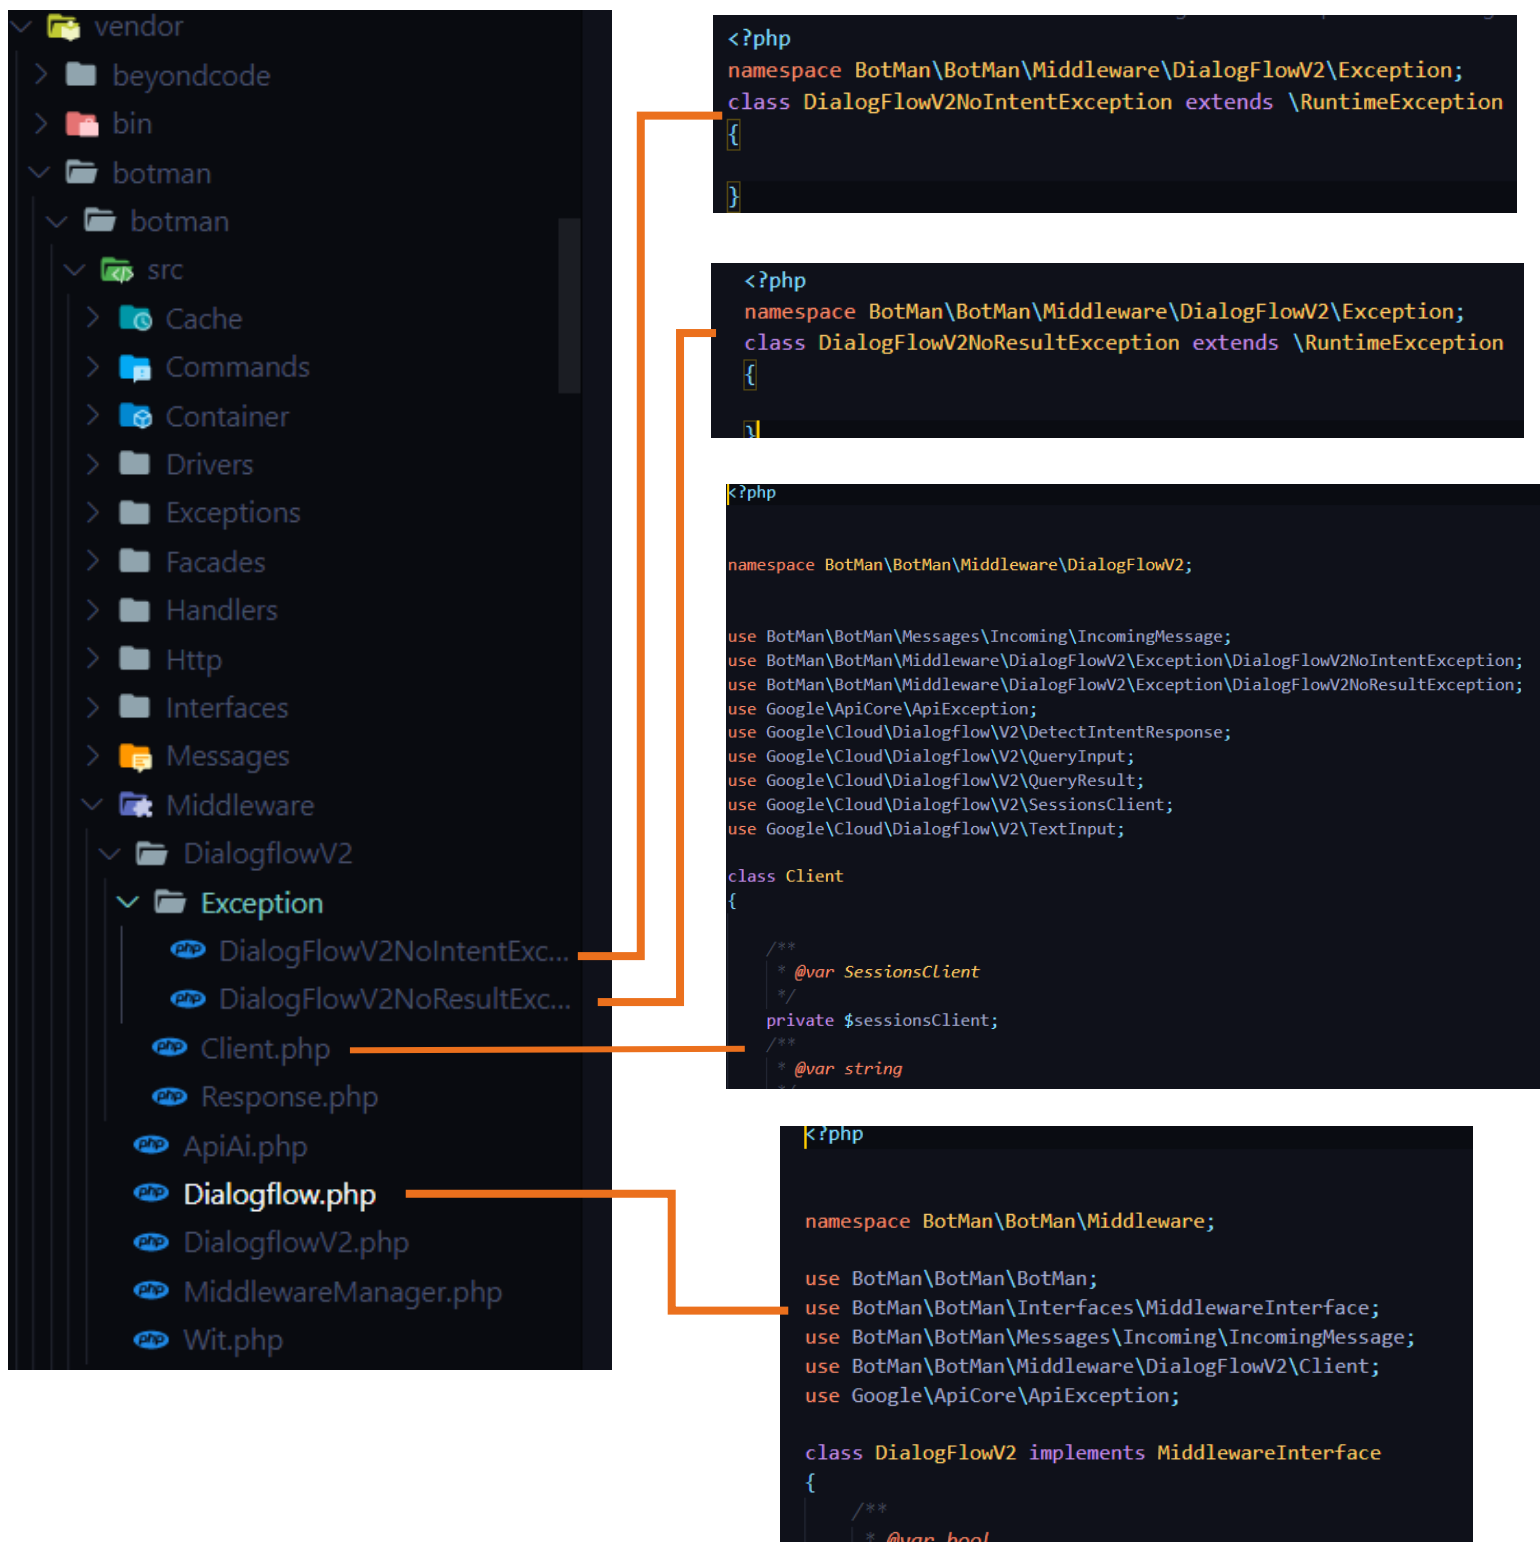 vendor
beyondcode
bin
botman
botman
src
Cache
Commands
Container
Drivers
Exceptions
Facades
Handlers
Http
Interfaces
Messages
Middleware
DialogflowV2
Exception
DialogFlowV2NoIntentExc...
DialogFlowV2NoResultExc...
Client.php
Response.php
ApiAi.php
Dialogflow.php
DialogflowV2.php
MiddlewareManager.php
Wit.php
<?php
namespace BotMan\BotMan\Middleware\DialogFlowV2\Exception;
class DialogFlowV2NoIntentException extends \RuntimeException
{
}
<?php
namespace BotMan\BotMan\Middleware\DialogFlowV2\Exception;
class DialogFlowV2NoResultException extends \RuntimeException
{
}
<?php
namespace BotMan\BotMan\Middleware\DialogFlowV2;
use BotMan\BotMan\Messages\Incoming\IncomingMessage;
use BotMan\BotMan\Middleware\DialogFlowV2\Exception\DialogFlowV2NoIntentException;
use BotMan\BotMan\Middleware\DialogFlowV2\Exception\DialogFlowV2NoResultException;
use Google\ApiCore\ApiException;
use Google\Cloud\Dialogflow\V2\DetectIntentResponse;
use Google\Cloud\Dialogflow\V2\QueryInput;
use Google\Cloud\Dialogflow\V2\QueryResult;
use Google\Cloud\Dialogflow\V2\SessionsClient;
use Google\Cloud\Dialogflow\V2\TextInput;
class Client
{
/**
* @var SessionsClient
*/
private $sessionsClient;
/**
* @var string
*/
<?php
namespace BotMan\BotMan\Middleware;
use BotMan\BotMan\BotMan;
use BotMan\BotMan\Interfaces\MiddlewareInterface;
use BotMan\BotMan\Messages\Incoming\IncomingMessage;
use BotMan\BotMan\Middleware\DialogFlowV2\Client;
use Google\ApiCore\ApiException;
class DialogFlowV2 implements MiddlewareInterface
{
/**
* @var bool